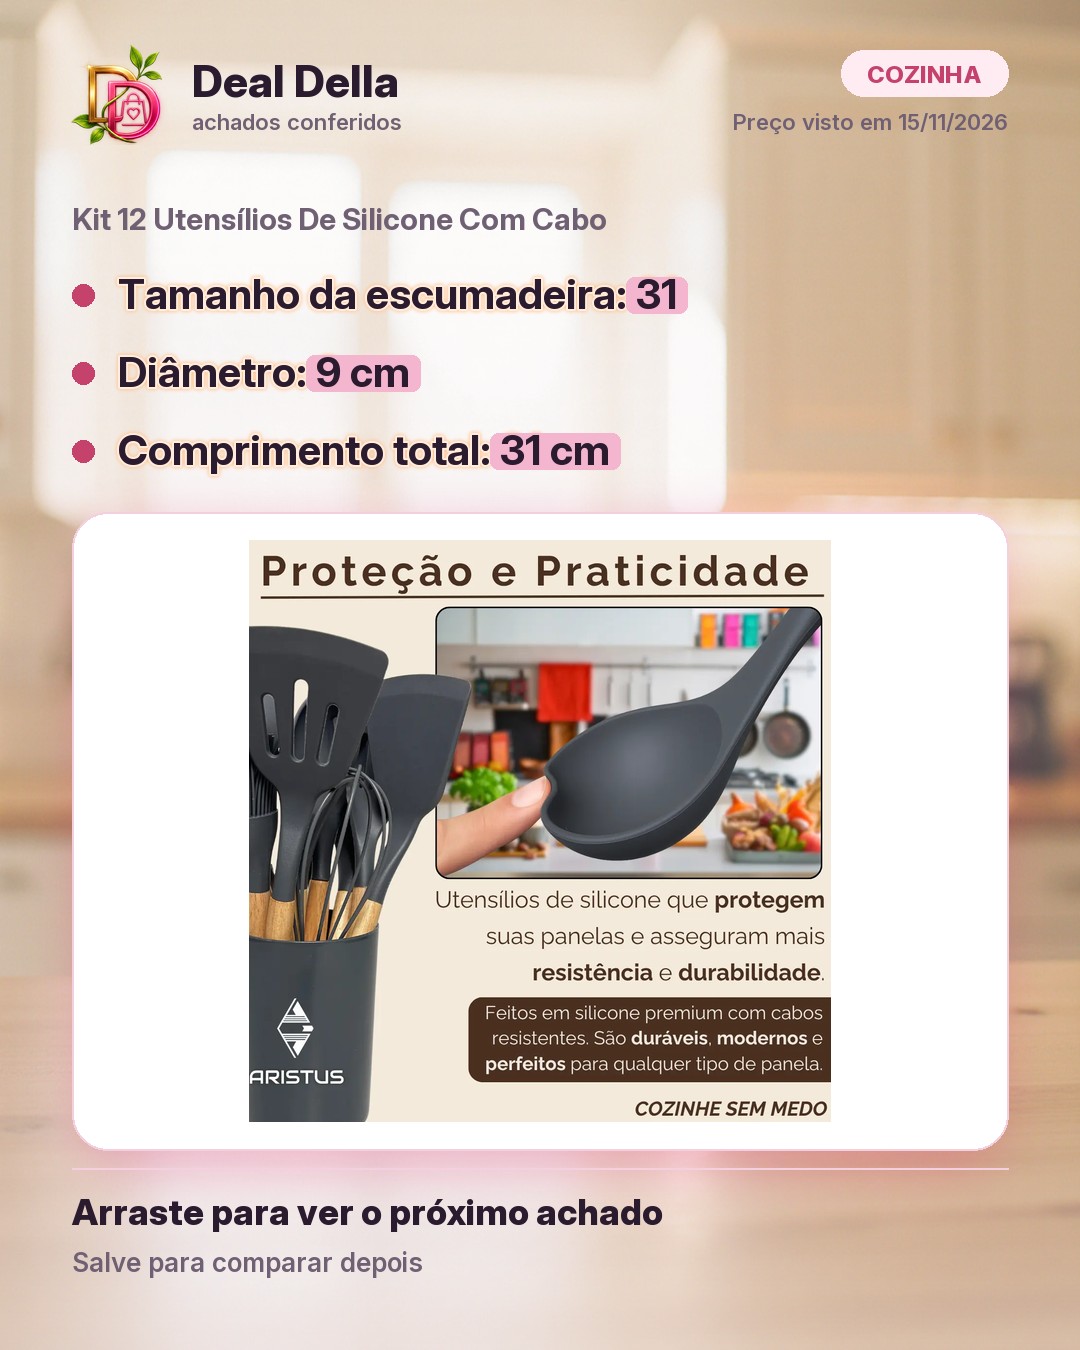 Deal Della
achados conferidos
COZINHA
Preço visto em 15/11/2026
Kit 12 Utensílios De Silicone Com Cabo
Tamanho da escumadeira: 31
Diâmetro: 9 cm
Comprimento total: 31 cm
Proteção e Praticidade
Utensílios de silicone que protegem
suas panelas e asseguram mais
resistência e durabilidade.
Feitos em silicone premium com cabos
resistentes. São duráveis, modernos e
perfeitos para qualquer tipo de panela.
COZINHE SEM MEDO
ARISTUS
Arraste para ver o próximo achado
Salve para comparar depois